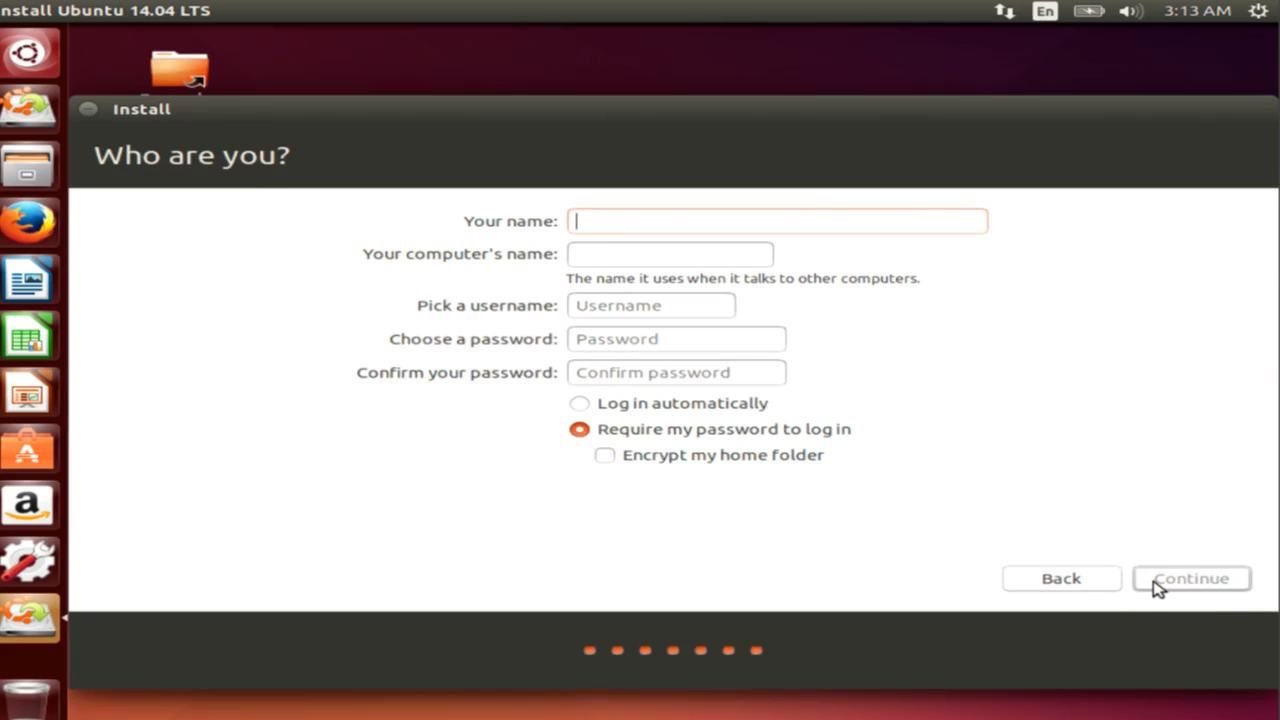 nstall Ubuntu 14.04 LTS
En
3:13 AM
Install
Who are you?
Your name:
Your computer's name:
The name it uses when it talks to other computers.
Pick a username: Username
Choose a password: Password
Confirm your password: Confirm password
Log in automatically
Require my password to log in
Encrypt my home folder
a
Back
Continue